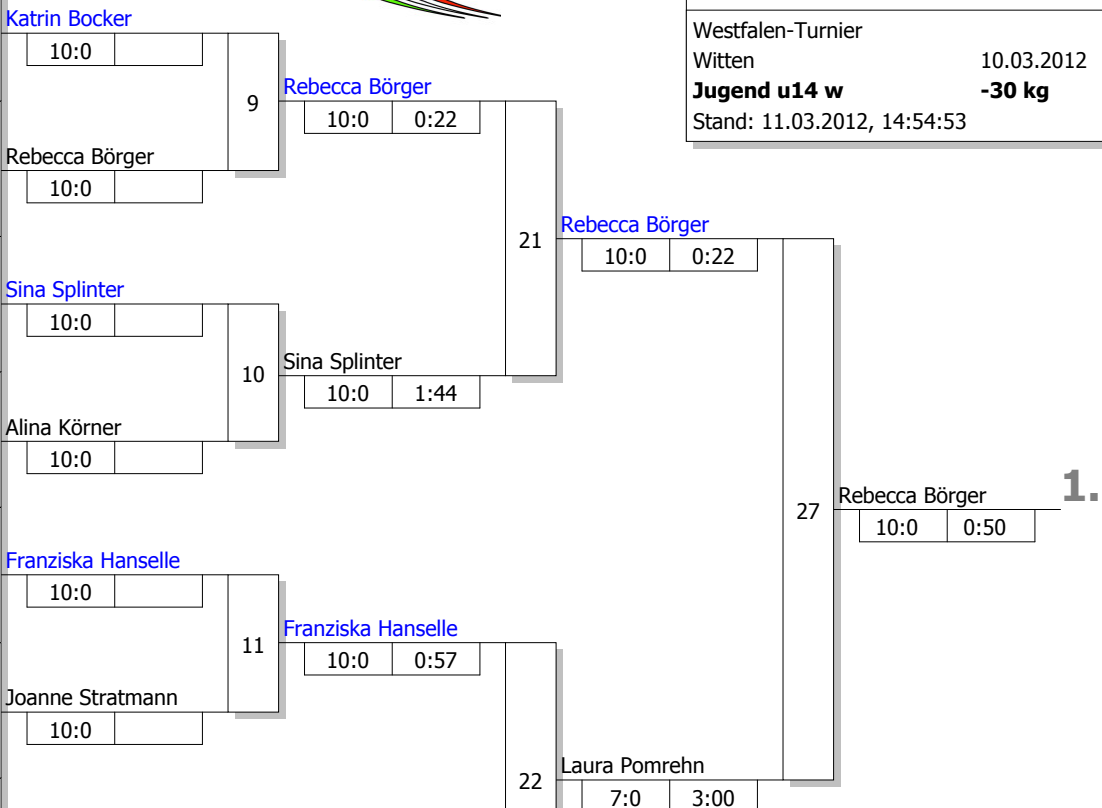 Katrin Bocker
10:0
9
Rebecca Börger
10:0 0:22
Rebecca Börger
10:0
21
Rebecca Börger
10:0 0:22
Sina Splinter
10:0
10
Sina Splinter
10:0 1:44
Alina Körner
10:0
27
Rebecca Börger
10:0 0:50
1.
Franziska Hanselle
10:0
11
Franziska Hanselle
10:0 0:57
Joanne Stratmann
10:0
22
Laura Pomrehn
7:0 3:00
Westfalen-Turnier
Witten 10.03.2012
Jugend u14 w -30 kg
Stand: 11.03.2012, 14:54:53